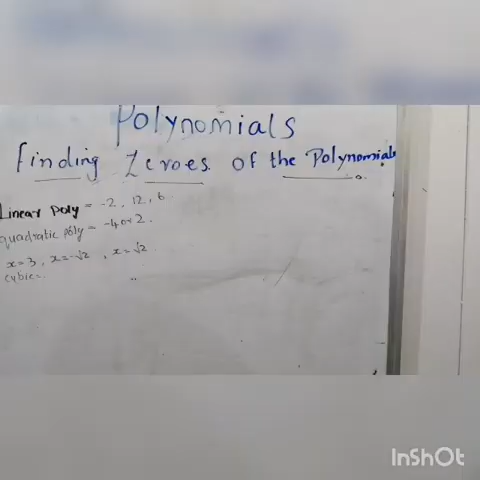 Polynomials
Finding Zeroes of the Polynomials.
Linear poly = -2, 12, 6
quadratic poly = -4 or 2.
x=3, x=-√2, x=√2
cybic=
InShOt